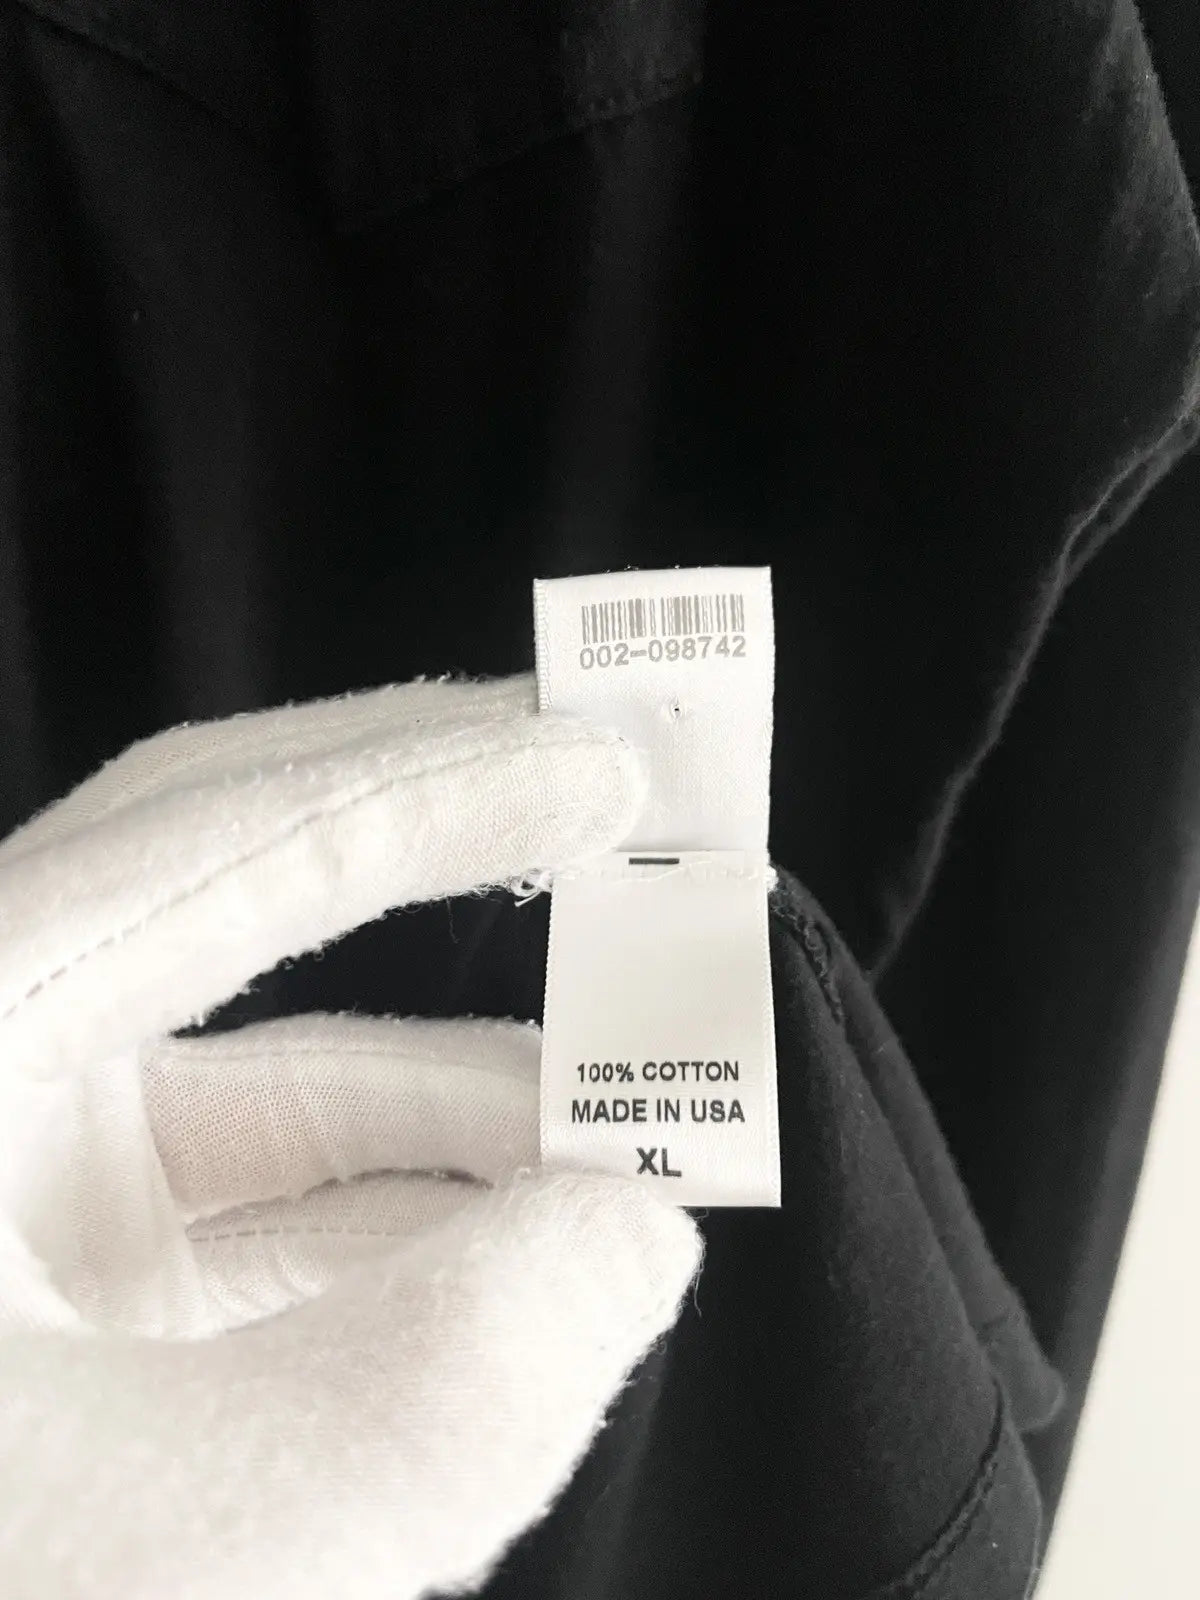 002-098742
100% COTTON
MADE IN USA
XL